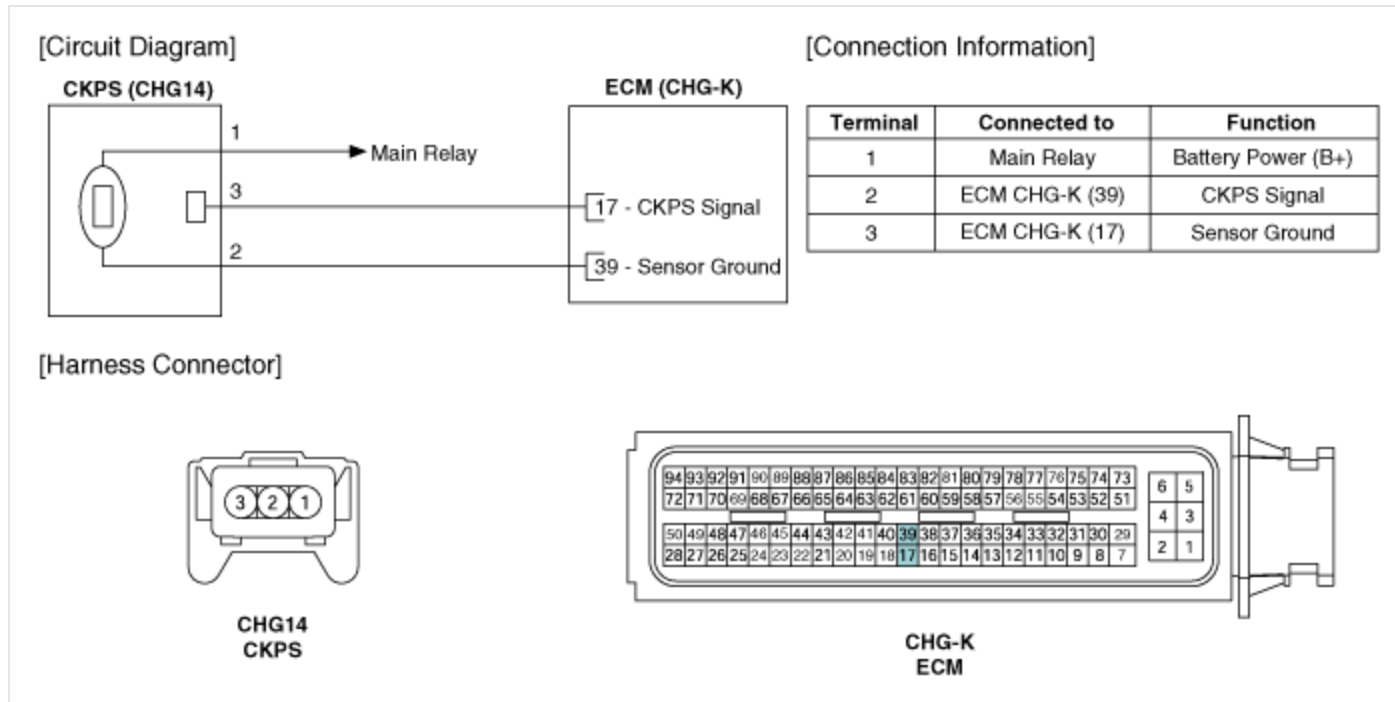 [Circuit Diagram]
CKPS (CHG14)
1
Main Relay
3
2
ECM (CHG-K)
17 - CKPS Signal
39 - Sensor Ground
[Connection Information]
Terminal Connected to Function
1 Main Relay Battery Power (B+)
2 ECM CHG-K (39) CKPS Signal
3 ECM CHG-K (17) Sensor Ground
[Harness Connector]
3 2 1
CHG14
CKPS
94 93 92 91 90 89 88 87 86 85 84 83 82 81 80 79 78 77 76 75 74 73
72 71 70 69 68 67 66 65 64 63 62 61 60 59 58 57 56 55 54 53 52 51
50 49 48 47 46 45 44 43 42 41 40 39 38 37 36 35 34 33 32 31 30 29
28 27 26 25 24 23 22 21 20 19 18 17 16 15 14 13 12 11 10 9 8 7
6 5
4 3
2 1
CHG-K
ECM